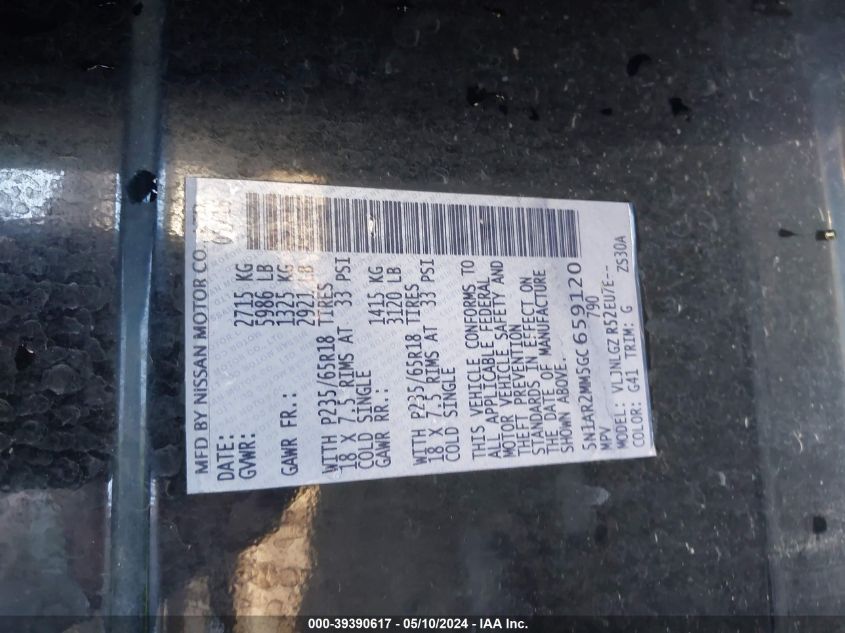 MFD BY NISSAN MOTOR CO.,
DATE:
GVWR: 2715 KG
5986 LB
GAWR FR.: 1325 KG
2921 LB
WITH P235/65R18 TIRES
18 X 7.5 RIMS AT 33 PSI
COLD SINGLE
GAWR RR.: 1415 KG
3120 LB
WITH P235/65R18 TIRES
18 X 7.5 RIMS AT 33 PSI
COLD SINGLE
THIS VEHICLE CONFORMS TO
ALL APPLICABLE FEDERAL
MOTOR VEHICLE SAFETY AND
THEFT PREVENTION
STANDARDS IN EFFECT ON
THE DATE OF MANUFACTURE
SHOWN ABOVE.
5N1AR2MM5GC659120
MPV 790
MODEL: VLJNLGZ R52EU7E--
COLOR: G41 TRIM: G ZS30A
000-39390617 - 05/10/2024 - IAA Inc.